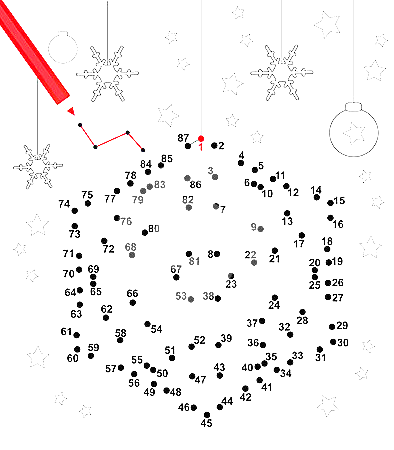 87 1 2
84 85 4 5
78 83 86 3 6 10 11 12
74 75 77 79 82 7 14 15
73 76 80 9 13 16
71 72 68 81 8 22 21 17 18
70 69 67 23 20 19
64 65 66 53 38 24 25 26
63 62 54 37 28 27
61 58 52 39 36 32 29
60 59 55 51 40 35 33 31 30
57 56 50 47 43 41 34
49 48 42
46 44
45